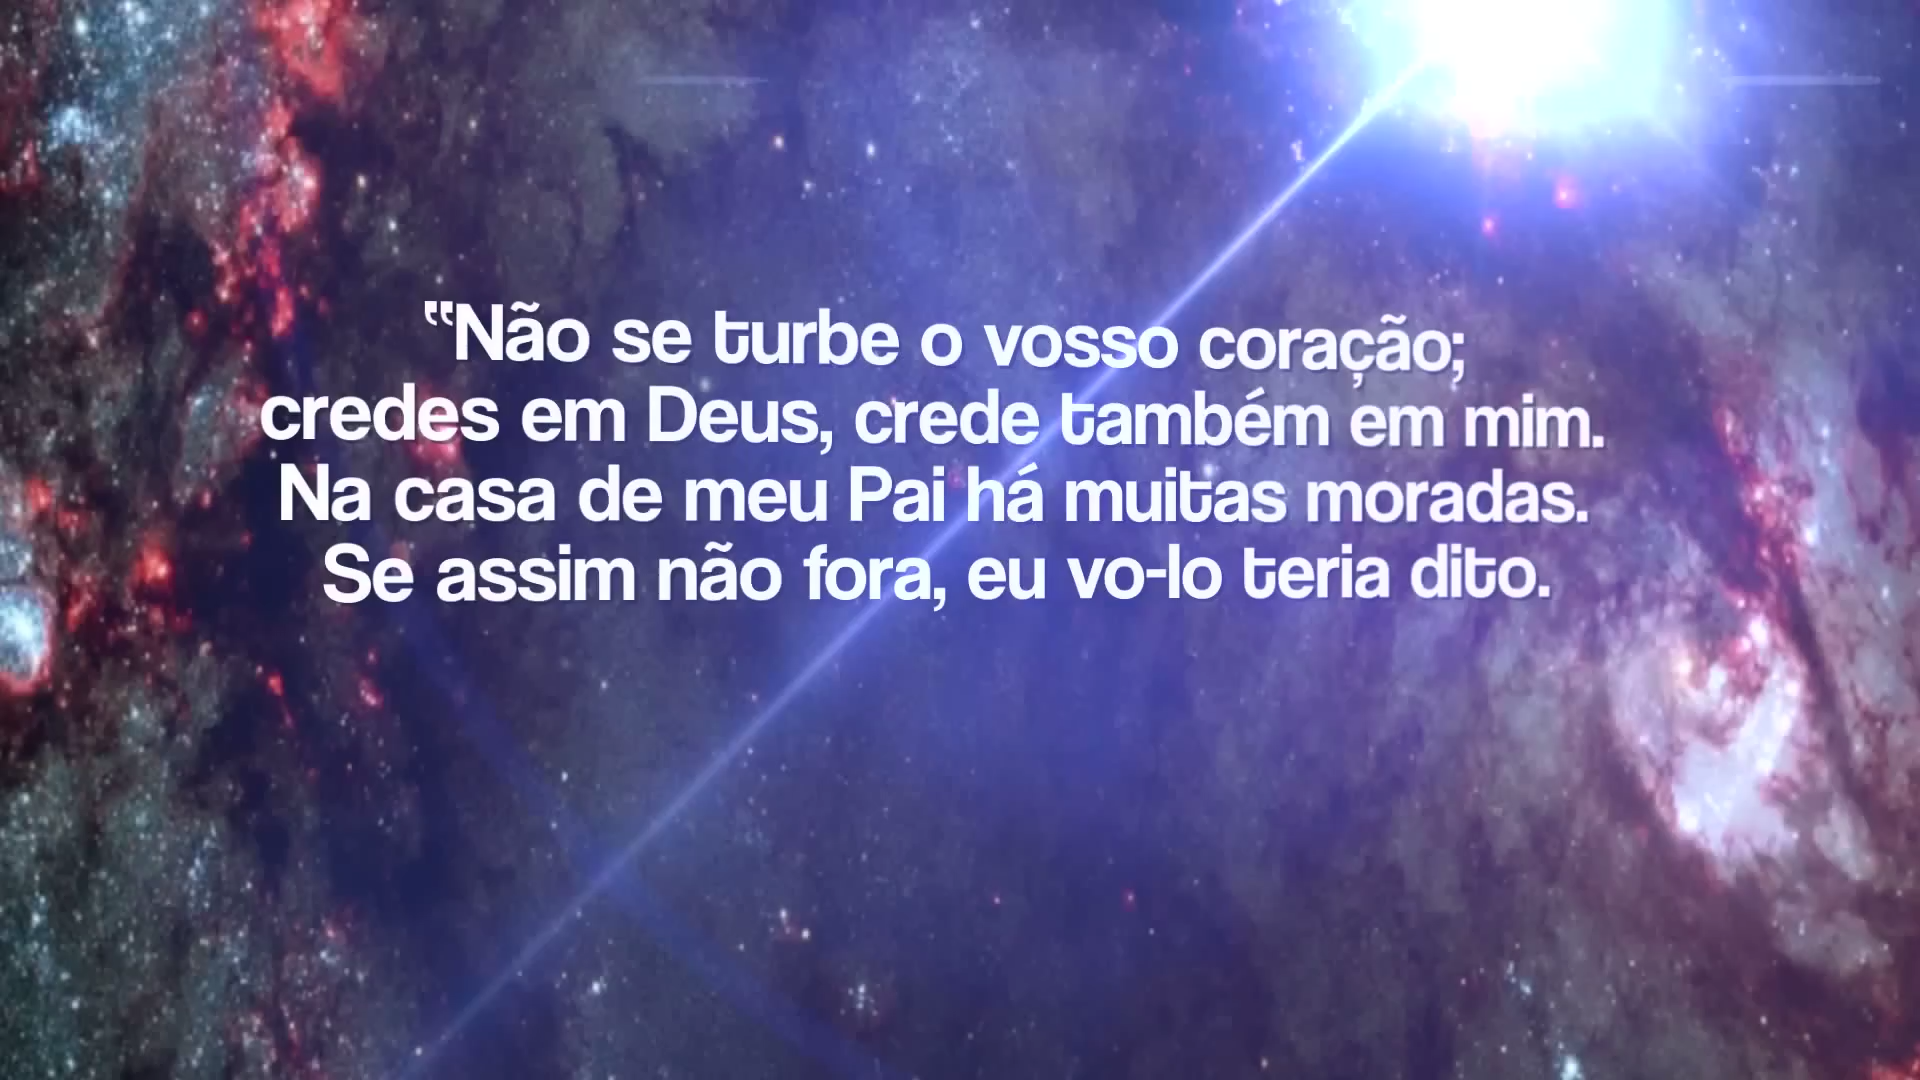 “Não se turbe o vosso coração;
credes em Deus, crede também em mim.
Na casa de meu Pai há muitas moradas.
Se assim não fora, eu vo-lo teria dito.